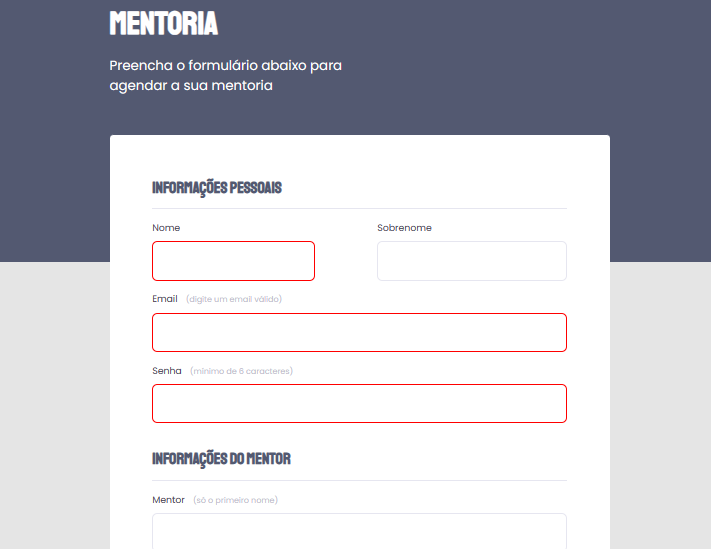 MENTORIA
Preencha o formulário abaixo para
agendar a sua mentoria
INFORMAÇÕES PESSOAIS
Nome
Sobrenome
Email (digite um email válido)
Senha (mínimo de 6 caracteres)
INFORMAÇÕES DO MENTOR
Mentor (só o primeiro nome)